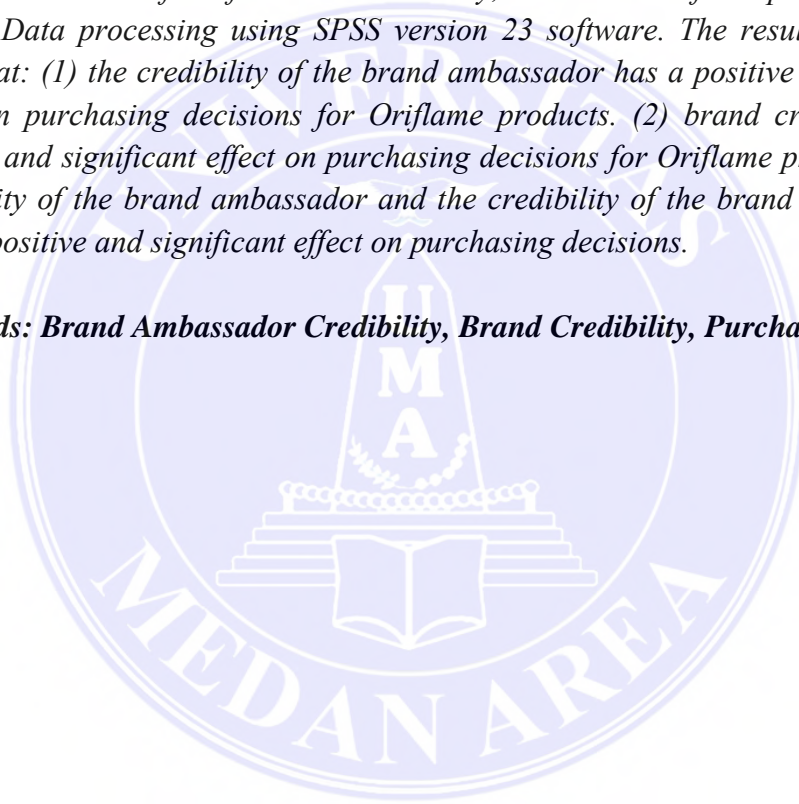 Data processing using SPSS version 23 software. The resul
at: (1) the credibility of the brand ambassador has a positive
n purchasing decisions for Oriflame products. (2) brand cr
and significant effect on purchasing decisions for Oriflame p
ity of the brand ambassador and the credibility of the brand
positive and significant effect on purchasing decisions.
ds: Brand Ambassador Credibility, Brand Credibility, Purcha
UNIVERSITAS
U
M
A
MEDAN AREA